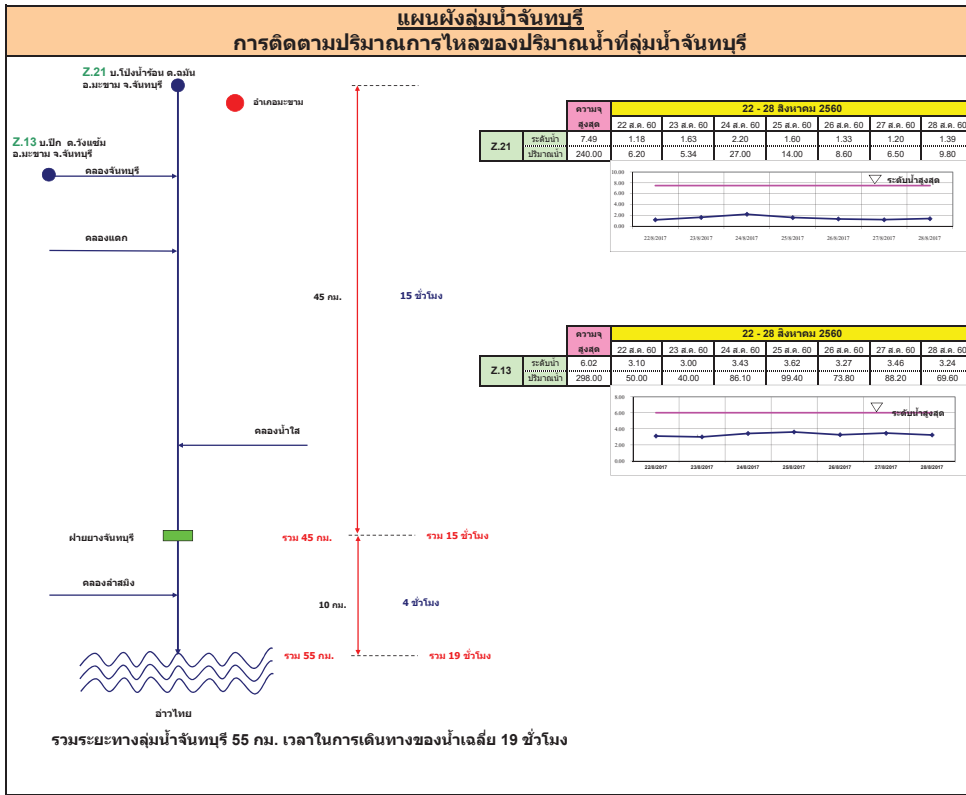 แผนผังลุ่มน้ำจันทบุรี
การติดตามปริมาณการไหลของปริมาณน้ำที่ลุ่มน้ำจันทบุรี
Z.21 บ.โป่งน้ำร้อน ต.ฉมัน
อ.มะขาม จ.จันทบุรี
อำเภอมะขาม
Z.13 บ.ปึก ต.วังแซ้ม
อ.มะขาม จ.จันทบุรี
คลองจันทบุรี
คลองแตก
45 กม.
15 ชั่วโมง
คลองน้ำใส
ฝายยางจันทบุรี
รวม 45 กม.
รวม 15 ชั่วโมง
คลองลำสมิง
10 กม.
4 ชั่วโมง
รวม 55 กม.
รวม 19 ชั่วโมง
อ่าวไทย
รวมระยะทางลุ่มน้ำจันทบุรี 55 กม. เวลาในการเดินทางของน้ำเฉลี่ย 19 ชั่วโมง
ความจุ 22 - 28 สิงหาคม 2560
สูงสุด 22 ส.ค. 60 23 ส.ค. 60 24 ส.ค. 60 25 ส.ค. 60 26 ส.ค. 60 27 ส.ค. 60 28 ส.ค. 60
Z.21 ระดับน้ำ 7.49 1.18 1.63 2.20 1.60 1.33 1.20 1.39
ปริมาณน้ำ 240.00 6.20 5.34 27.00 14.00 8.60 6.50 9.80
10.00
8.00
6.00
4.00
2.00
0.00
ระดับน้ำสูงสุด
22/8/2017 23/8/2017 24/8/2017 25/8/2017 26/8/2017 27/8/2017 28/8/2017
ความจุ 22 - 28 สิงหาคม 2560
สูงสุด 22 ส.ค. 60 23 ส.ค. 60 24 ส.ค. 60 25 ส.ค. 60 26 ส.ค. 60 27 ส.ค. 60 28 ส.ค. 60
Z.13 ระดับน้ำ 6.02 3.10 3.00 3.43 3.62 3.27 3.46 3.24
ปริมาณน้ำ 298.00 50.00 40.00 86.10 99.40 73.80 88.20 69.60
8.00
6.00
4.00
2.00
0.00
ระดับน้ำสูงสุด
22/8/2017 23/8/2017 24/8/2017 25/8/2017 26/8/2017 27/8/2017 28/8/2017